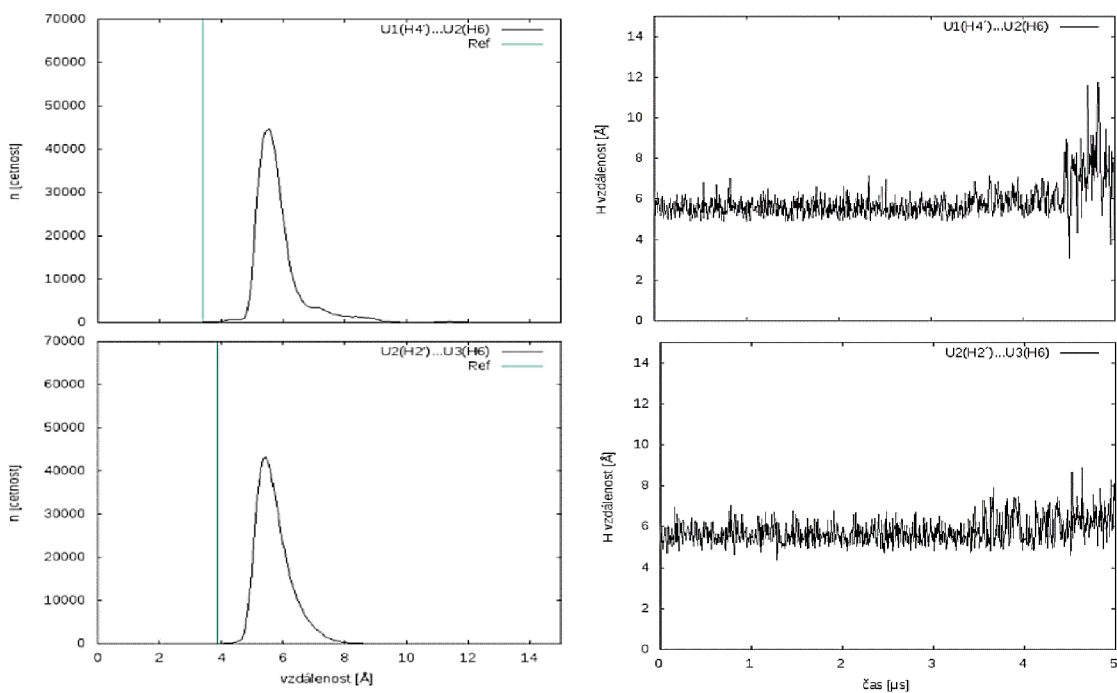 70000
60000
50000
40000
30000
20000
10000
0
n [cetnost]
U1(H4')...U2(H6)
Ref
14
12
10
8
6
4
2
0
H vzdálenost [Å]
U1(H4´)...U2(H6)
70000
60000
50000
40000
30000
20000
10000
0
n [cetnost]
U2(H2')...U3(H6)
Ref
0 2 4 6 8 10 12 14
vzdálenost [Å]
14
12
10
8
6
4
2
0
H vzdálenost [Å]
U2(H2´)...U3(H6)
0 1 2 3 4 5
čas [µs]